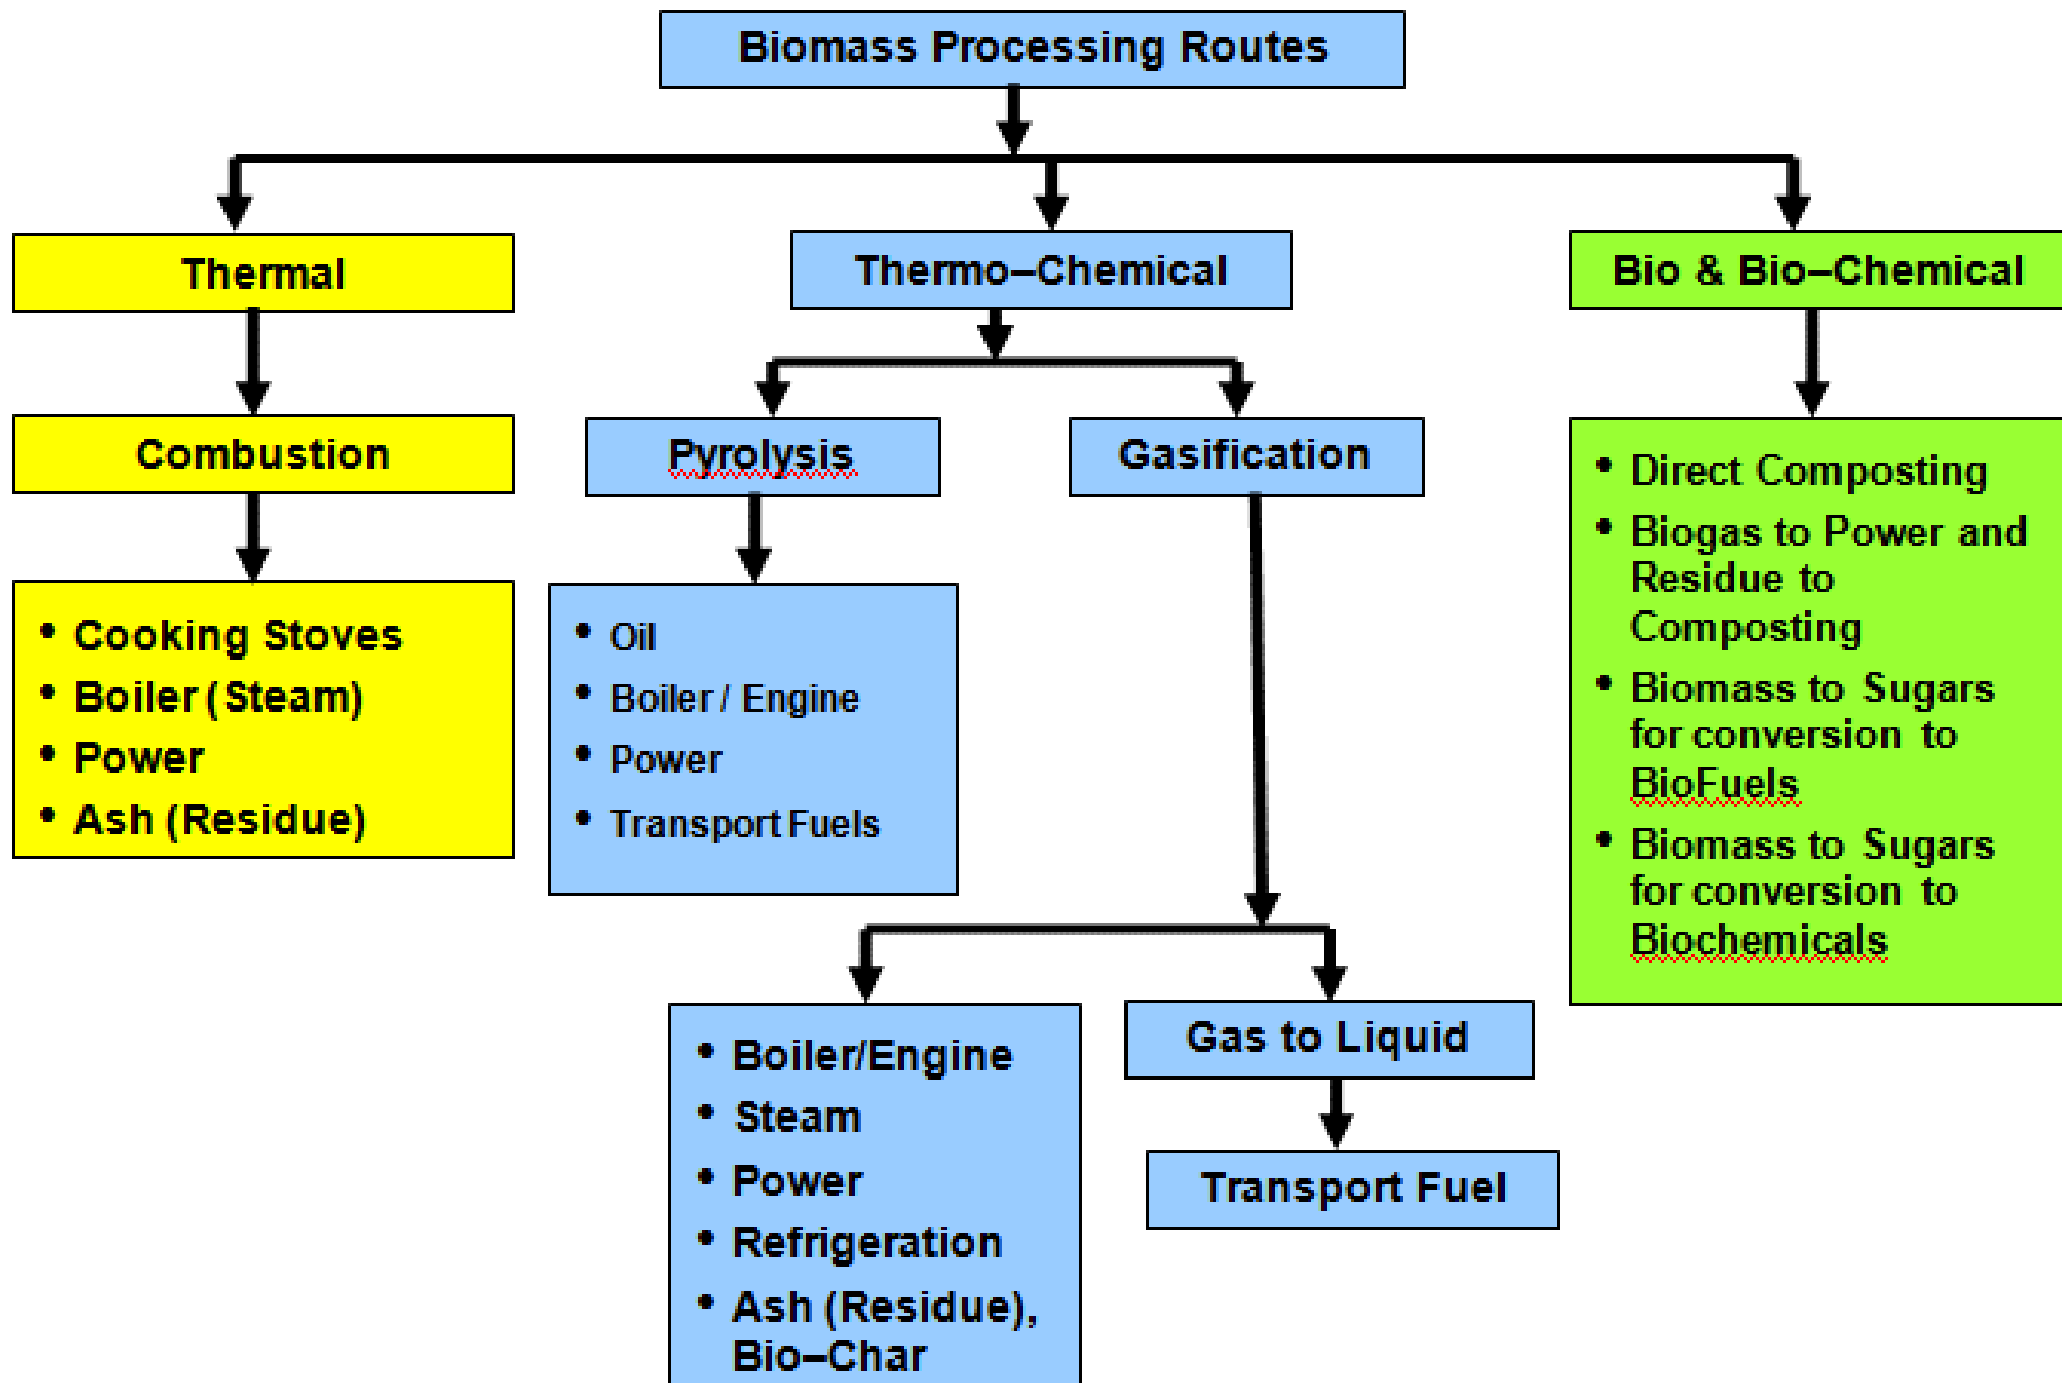 Biomass Processing Routes
Thermal
Thermo–Chemical
Bio & Bio–Chemical
Combustion
Pyrolysis
Gasification
• Cooking Stoves
• Boiler (Steam)
• Power
• Ash (Residue)
• Oil
• Boiler / Engine
• Power
• Transport Fuels
• Direct Composting
• Biogas to Power and
Residue to
Composting
• Biomass to Sugars
for conversion to
BioFuels
• Biomass to Sugars
for conversion to
Biochemicals
• Boiler/Engine
• Steam
• Power
• Refrigeration
• Ash (Residue),
Bio–Char
Gas to Liquid
Transport Fuel